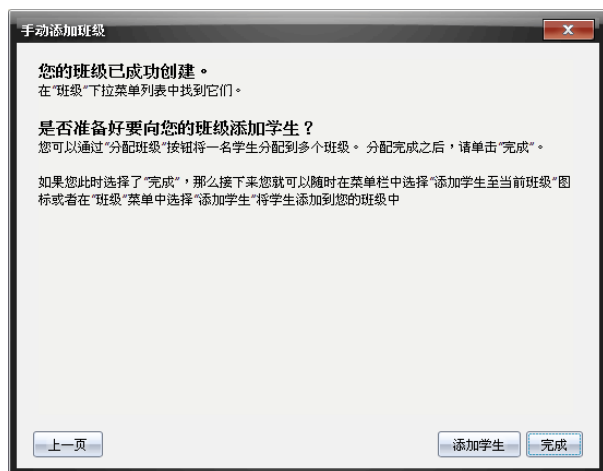 手动添加班级
您的班级已成功创建。
在“班级”下拉菜单列表中找到它们。
是否准备好要向您的班级添加学生？
您可以通过“分配班级”按钮将一名学生分配到多个班级。 分配完成之后，请单击“完成”。
如果您此时选择了“完成”，那么接下来您就可以随时在菜单栏中选择“添加学生至当前班级”图
标或者在“班级”菜单中选择“添加学生”将学生添加到您的班级中
上一页 添加学生 完成